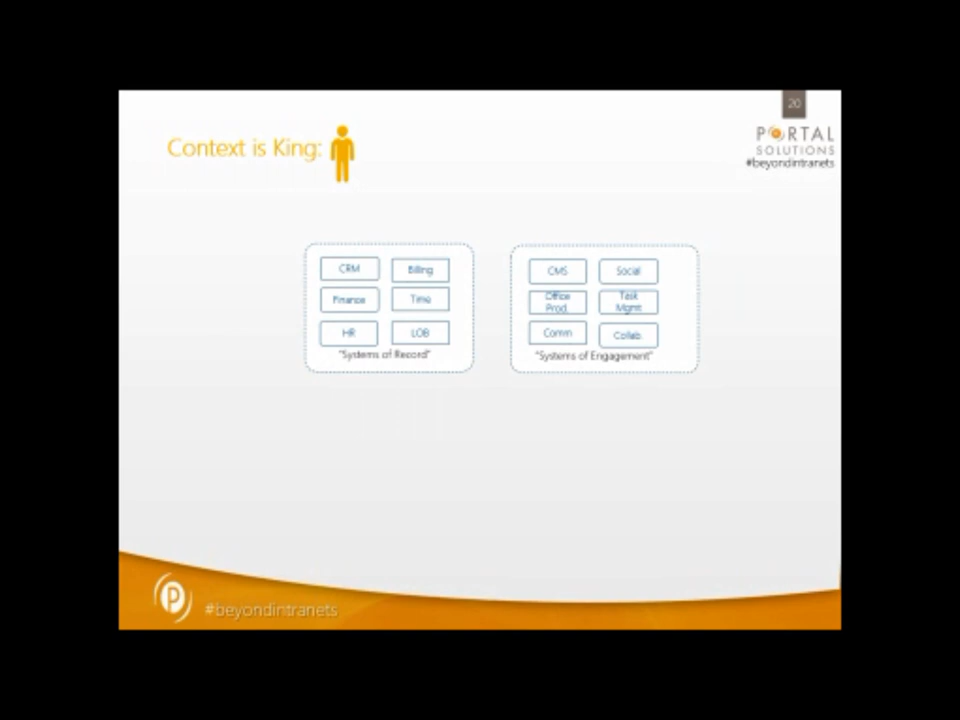 20
PORTAL
SOLUTIONS
#beyondintranets
Context is King:
CRM
Billing
Finance
Time
HR
LOB
"Systems of Record"
CMS
Social
Office
Prod.
Task
Mgmt
Comm
Collab
"Systems of Engagement"
P
#beyondintranets